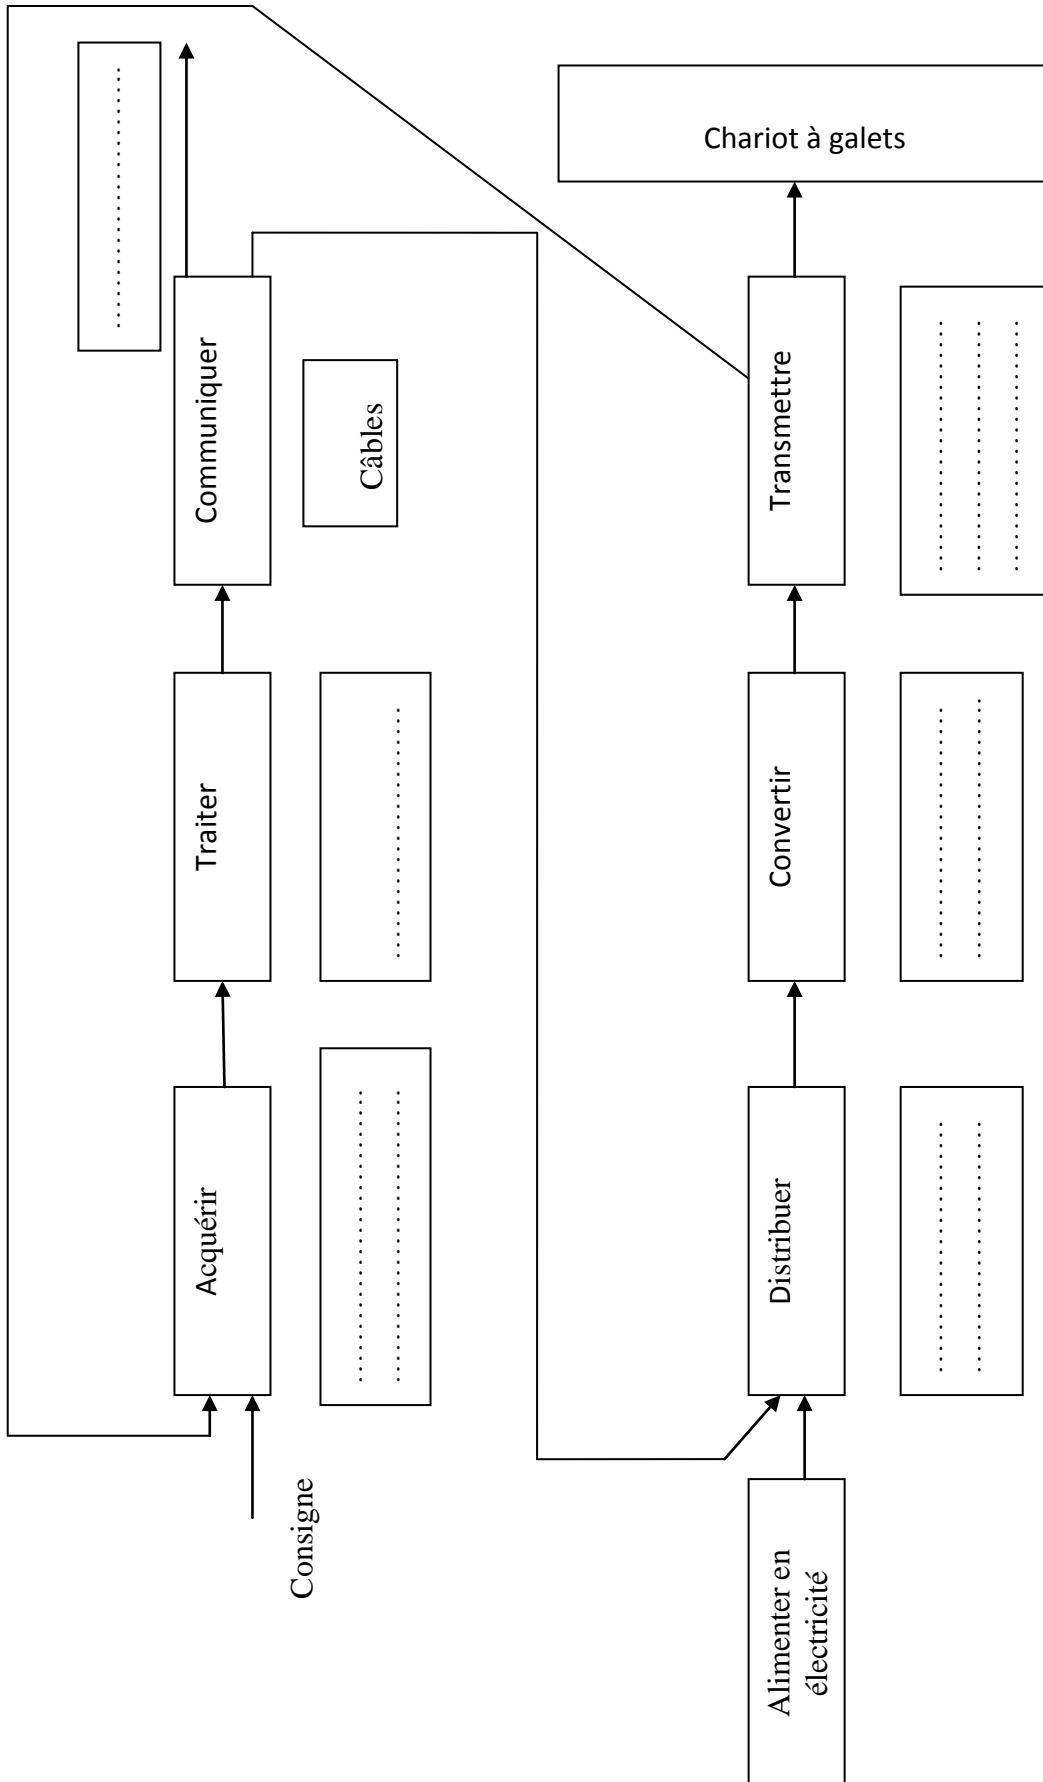 Chariot à galets
Communiquer
Câbles
Transmettre
Traiter
Convertir
Acquérir
Distribuer
Consigne
Alimenter en
électricité